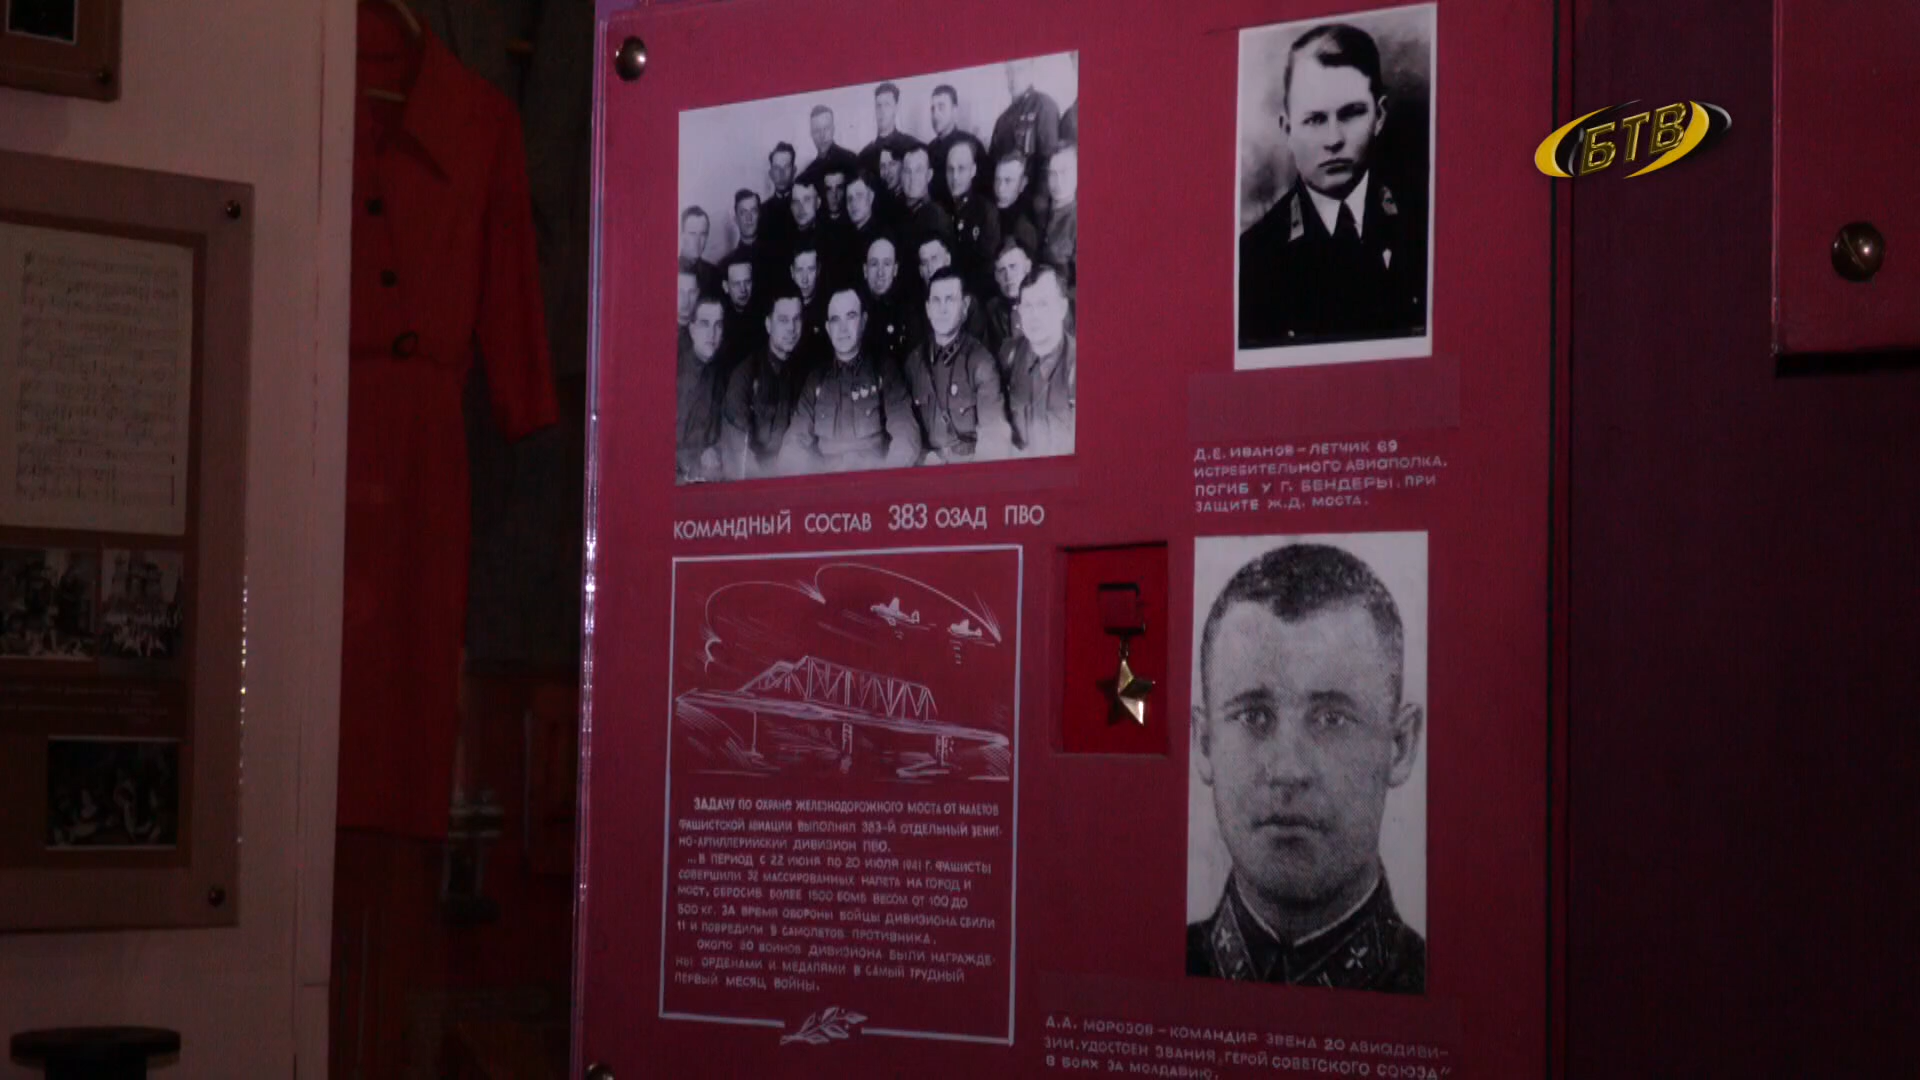 БТВ
КОМАНДНЫЙ СОСТАВ 383 ОЗАД ПВО
ЗАДАЧУ ПО ОХРАНЕ ЖЕЛЕЗНОДОРОЖНОГО МОСТА ОТ НАЛЕТОВ
ФАШИСТСКОЙ АВИАЦИИ ВЫПОЛНЯЛ 383-Й ОТДЕЛЬНЫЙ ЗЕНИТ-
НО-АРТИЛЛЕРИЙСКИЙ ДИВИЗИОН ПВО.
...В ПЕРИОД С 22 ИЮНЯ ПО 20 ИЮЛЯ 1941 Г. ФАШИСТЫ
СОВЕРШИЛИ 32 МАССИРОВАННЫХ НАЛЕТА НА ГОРОД И
МОСТ, СБРОСИВ БОЛЕЕ 1500 БОМБ ВЕСОМ ОТ 100 ДО
500 КГ. ЗА ВРЕМЯ ОБОРОНЫ БОЙЦЫ ДИВИЗИОНА СБИЛИ
11 И ПОВРЕДИЛИ 9 САМОЛЕТОВ ПРОТИВНИКА.
ОКОЛО ВОИНОВ ДИВИЗИОНА БЫЛИ НАГРАЖДЕ-
НЫ ОРДЕНАМИ И МЕДАЛЯМИ В САМЫЙ ТРУДНЫЙ
ПЕРВЫЙ МЕСЯЦ ВОЙНЫ.
Д.Е. ИВАНОВ – ЛЕТЧИК 69
ИСТРЕБИТЕЛЬНОГО АВИАПОЛКА.
ПОГИБ У Г. БЕНДЕРЫ. ПРИ
ЗАЩИТЕ Ж.Д. МОСТА.
А.А. МОРОЗОВ – КОМАНДИР ЗВЕНА 20 АВИАДИВИ-
ЗИИ. УДОСТОЕН ЗВАНИЯ „ГЕРОЙ СОВЕТСКОГО СОЮЗА"
В БОЯХ ЗА МОЛДАВИЮ.